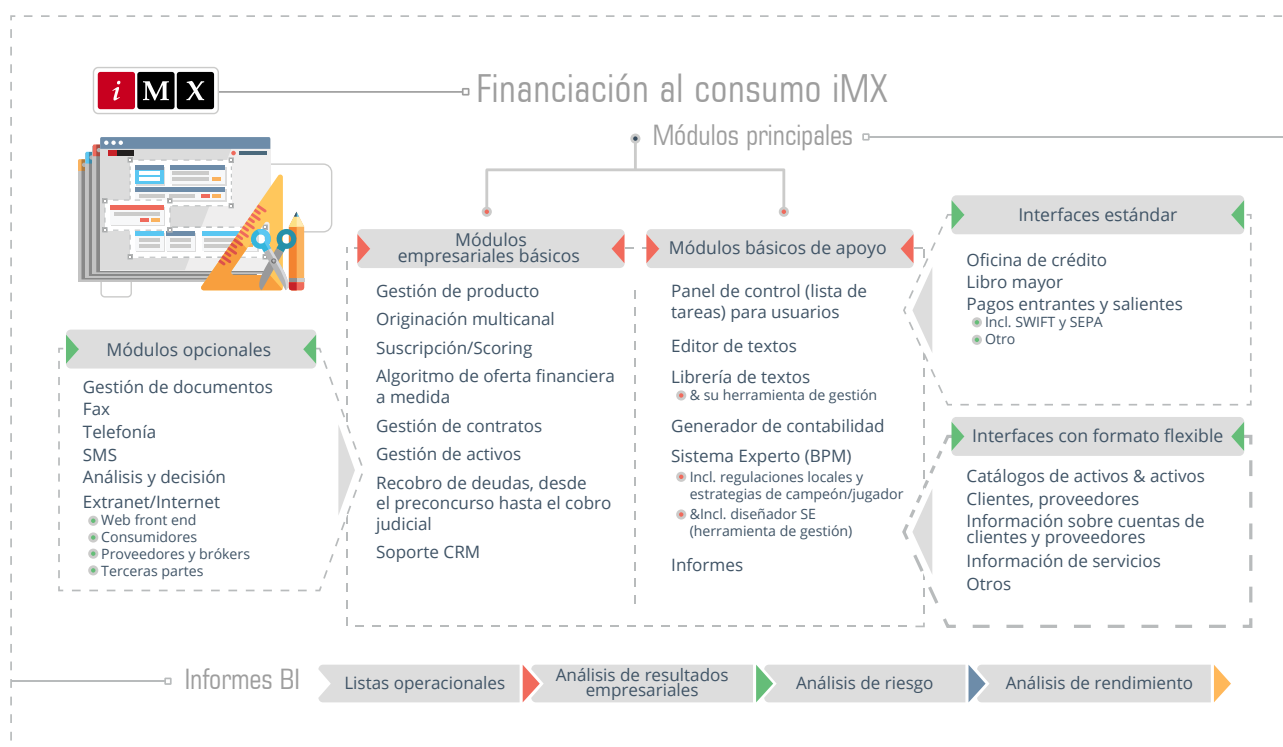 iMX
Financiación al consumo iMX
Módulos principales
Módulos
empresariales básicos
Gestión de producto
Originación multicanal
Suscripción/Scoring
Algoritmo de oferta financiera
a medida
Gestión de contratos
Gestión de activos
Recobro de deudas, desde
el preconcurso hasta el cobro
judicial
Soporte CRM
Módulos básicos de apoyo
Panel de control (lista de
tareas) para usuarios
Editor de textos
Librería de textos
& su herramienta de gestión
Generador de contabilidad
Sistema Experto (BPM)
Incl. regulaciones locales y
estrategias de campeón/jugador
&Incl. diseñador SE
(herramienta de gestión)
Informes
Módulos opcionales
Gestión de documentos
Fax
Telefonía
SMS
Análisis y decisión
Extranet/Internet
Web front end
Consumidores
Proveedores y brókers
Terceras partes
Interfaces estándar
Oficina de crédito
Libro mayor
Pagos entrantes y salientes
Incl. SWIFT y SEPA
Otro
Interfaces con formato flexible
Catálogos de activos & activos
Clientes, proveedores
Información sobre cuentas de
clientes y proveedores
Información de servicios
Otros
Informes BI
Listas operacionales
Análisis de resultados
empresariales
Análisis de riesgo
Análisis de rendimiento